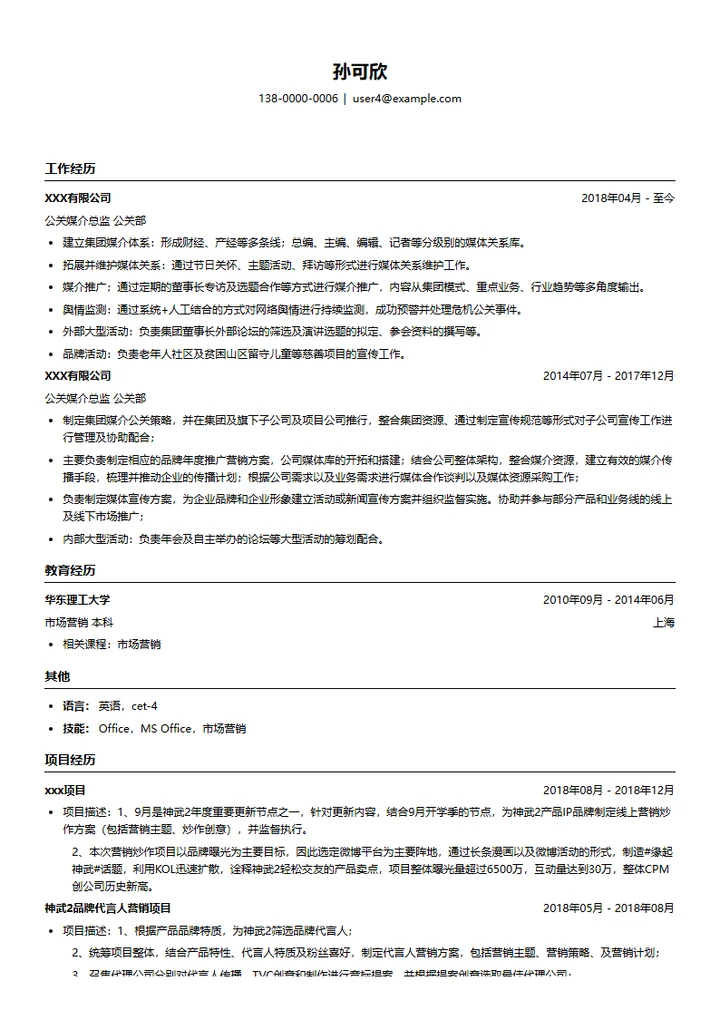 孙可欣
138-0000-0006 | user4@example.com
工作经历
XXX有限公司 2018年04月 - 至今
公关媒介总监 公关部
• 建立集团媒介体系：形成财经、产经等多条线；总编、主编、编辑、记者等分级别的媒体关系库。
• 拓展并维护媒体关系：通过节日关怀、主题活动、拜访等形式进行媒体关系维护工作。
• 媒介推广；通过定期的董事长专访及选题合作等方式进行媒介推广，内容从集团模式、重点业务、行业趋势等多角度输出。
• 舆情监测：通过系统+人工结合的方式对网络舆情进行持续监测，成功预警并处理危机公关事件。
• 外部大型活动：负责集团董事长外部论坛的筛选及演讲选题的拟定、参会资料的撰写等。
• 品牌活动：负责老年人社区及贫困山区留守儿童等慈善项目的宣传工作。
XXX有限公司 2014年07月 - 2017年12月
公关媒介总监 公关部
• 制定集团媒介公关策略，并在集团及旗下子公司及项目公司推行，整合集团资源、通过制定宣传规范等形式对子公司宣传工作进
行管理及协助配合；
• 主要负责制定相应的品牌年度推广营销方案，公司媒体库的开拓和搭建；结合公司整体架构，整合媒介资源，建立有效的媒介传
播手段，梳理并推动企业的传播计划；根据公司需求以及业务需求进行媒体合作谈判以及媒体资源采购工作；
• 负责制定媒体宣传方案，为企业品牌和企业形象建立活动或新闻宣传方案并组织监督实施。协助并参与部分产品和业务线的线上
及线下市场推广；
• 内部大型活动：负责年会及自主举办的论坛等大型活动的筹划配合。
教育经历
华东理工大学 2010年09月 - 2014年06月
市场营销 本科 上海
• 相关课程：市场营销
其他
• 语言： 英语，cet-4
• 技能： Office，MS Office，市场营销
项目经历
xxx项目 2018年08月 - 2018年12月
• 项目描述：1、9月是神武2年度重要更新节点之一，针对更新内容，结合9月开学季的节点，为神武2产品IP品牌制定线上营销炒
作方案（包括营销主题、炒作创意），并监督执行。
2、本次营销炒作项目以品牌曝光为主要目标，因此选定微博平台为主要阵地，通过长条漫画以及微博活动的形式，制造#缘起
神武#话题，利用KOL迅速扩散，诠释神武2轻松交友的产品卖点，项目整体曝光量超过6500万，互动量达到30万，整体CPM
创公司历史新高。
神武2品牌代言人营销项目 2018年05月 - 2018年08月
• 项目描述：1、根据产品品牌特质，为神武2筛选品牌代言人；
2、统筹项目整体，结合产品特性、代言人特质及粉丝喜好，制定代言人营销方案，包括营销主题、营销策略、及营销计划；
3、召集代理公司分别对代言人传播、TVC创意和制作进行竞标提案，并根据提案创意选取最佳代理公司；